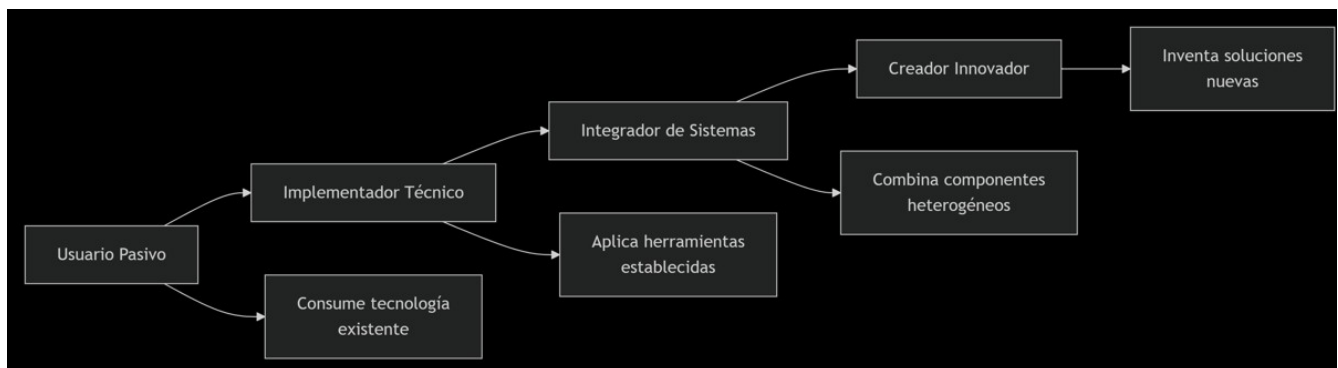 Usuario Pasivo
Consume tecnología
existente
Implementador Técnico
Aplica herramientas
establecidas
Integrador de Sistemas
Combina componentes
heterogéneos
Creador Innovador
Inventa soluciones
nuevas